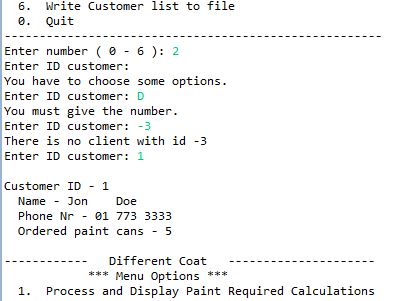 6.  Write Customer list to file
0.  Quit
--------------------------------------------------
Enter number ( 0 - 6 ): 2
Enter ID customer:
You have to choose some options.
Enter ID customer: D
You must give the number.
Enter ID customer: -3
There is no client with id -3
Enter ID customer: 1
Customer ID - 1
Name - Jon    Doe
Phone Nr - 01 773 3333
Ordered paint cans - 5
-----------   Different Coat   -------------------
*** Menu Options ***
1.  Process and Display Paint Required Calculations